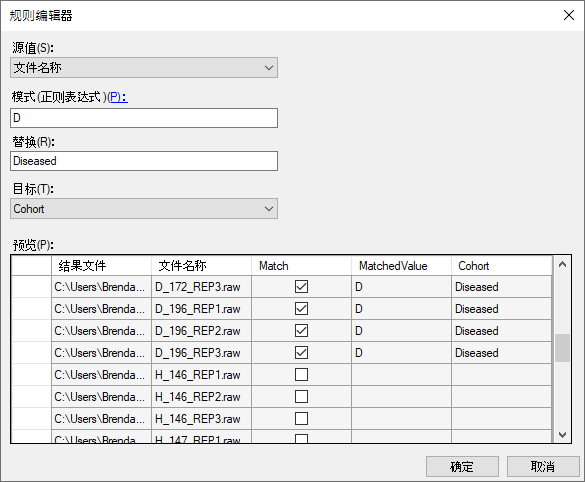 规则编辑器
源值(S):
文件名称
模式(正则表达式)(P):
D
替换(R):
Diseased
目标(T):
Cohort
预览(P):
结果文件 文件名称 Match MatchedValue Cohort
C:\Users\Brenda... D_172_REP3.raw D Diseased
C:\Users\Brenda... D_196_REP1.raw D Diseased
C:\Users\Brenda... D_196_REP2.raw D Diseased
C:\Users\Brenda... D_196_REP3.raw D Diseased
C:\Users\Brenda... H_146_REP1.raw
C:\Users\Brenda... H_146_REP2.raw
C:\Users\Brenda... H_146_REP3.raw
C:\Users\Brenda... H_147_REP1.raw
确定 取消